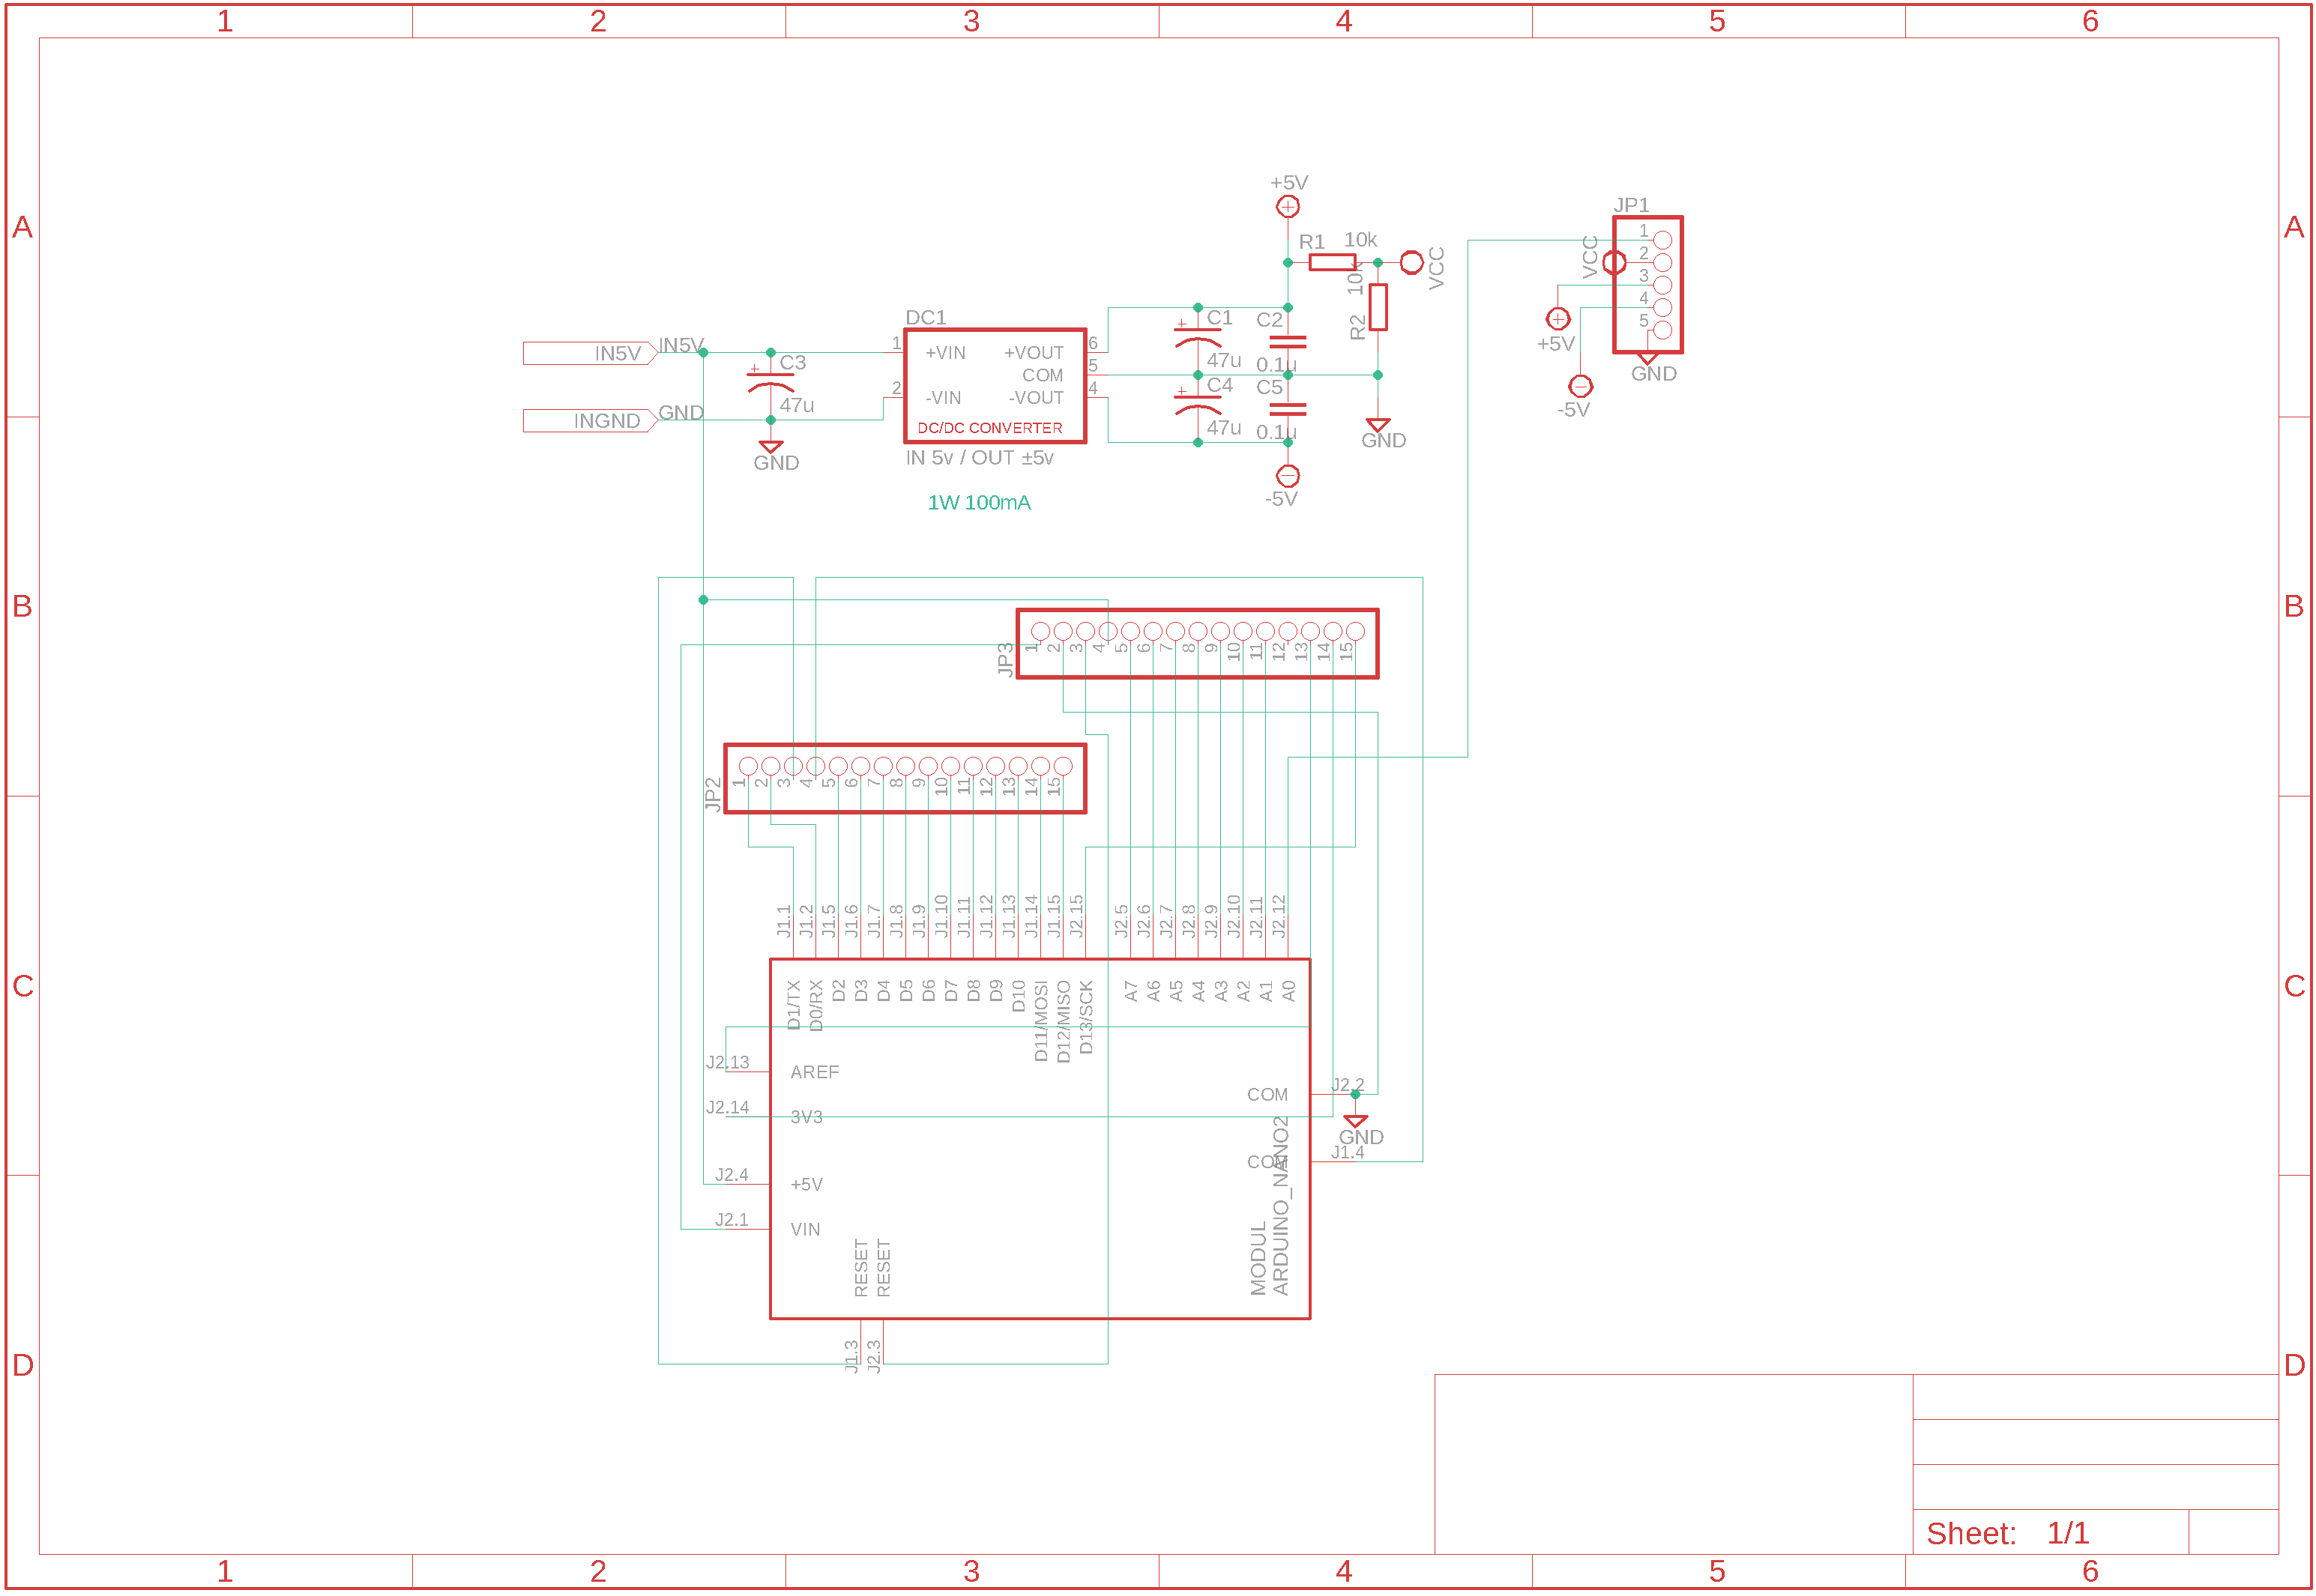 1 2 3 4 5 6
A
A
B
B
C
C
D
D
+5V
R1 10k
VCC
10k
R2
JP1
1
2
3
4
5
VCC
+5V
-5V
GND
DC1
IN5V
IN5V
INGND
GND
C3
47u
GND
1
2
+VIN
-VIN
+VOUT
COM
-VOUT
6
5
4
DC/DC CONVERTER
IN 5v / OUT ±5v
1W 100mA
C1
47u
C2
0.1u
C4
47u
C5
0.1u
-5V
GND
JP3
1 2 3 4 5 6 7 8 9 10 11 12 13 14 15
JP2
1 2 3 4 5 6 7 8 9 10 11 12 13 14 15
J1.1 J1.2 J1.5 J1.6 J1.7 J1.8 J1.9 J1.10 J1.11 J1.12 J1.13 J1.14 J1.15 J2.15 J2.5 J2.6 J2.7 J2.8 J2.9 J2.10 J2.11 J2.12
D1/TX D0/RX D2 D3 D4 D5 D6 D7 D8 D9 D10 D11/MOSI D12/MISO D13/SCK A7 A6 A5 A4 A3 A2 A1 A0
J2.13 AREF
J2.14 3V3
J2.4 +5V
J2.1 VIN
COM J2.2
GND
COM J1.4
RESET
RESET
J1.3
J2.3
MODUL
ARDUINO_NANO2
Sheet: 1/1
1 2 3 4 5 6